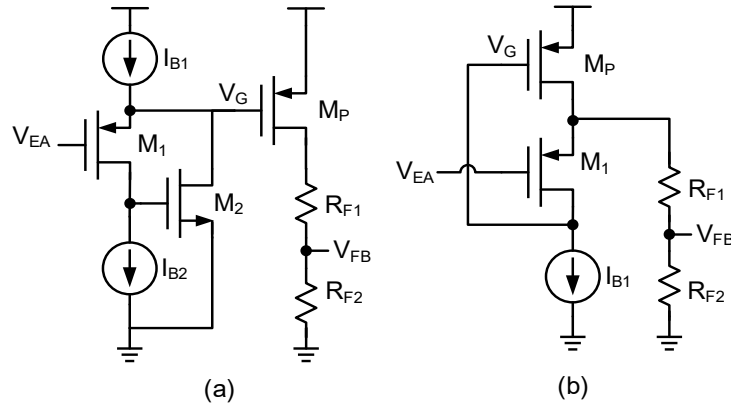 I_B1
V_G
M_P
V_EA
M_1
M_2
R_F1
V_FB
I_B2
R_F2
(a)
V_G
M_P
V_EA
M_1
R_F1
V_FB
I_B1
R_F2
(b)